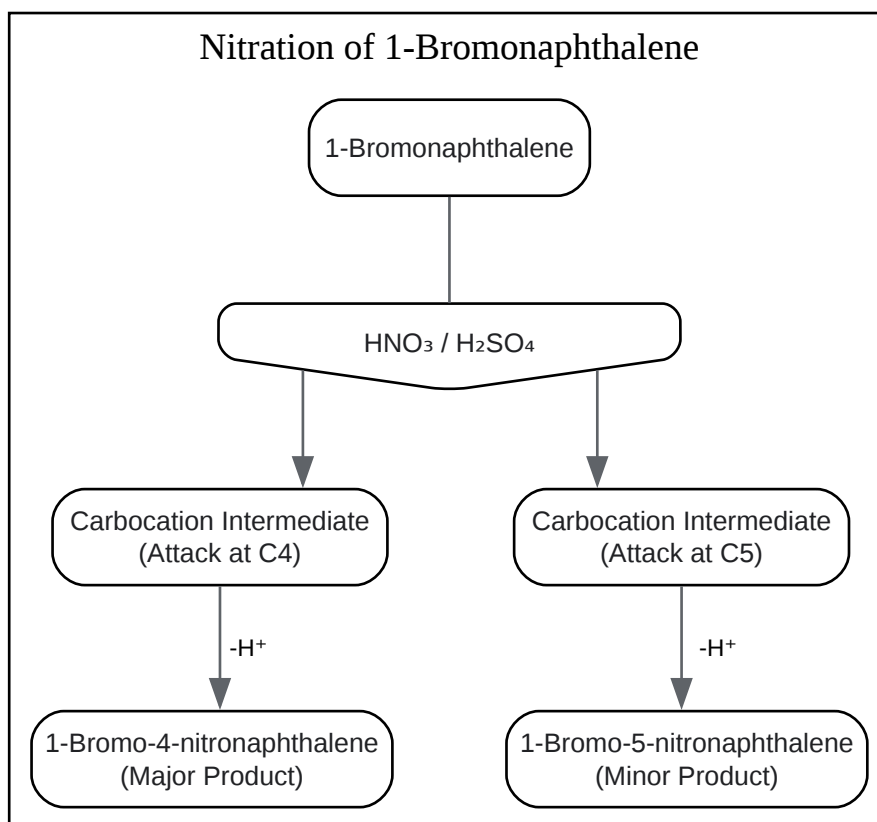 Nitration of 1-Bromonaphthalene
1-Bromonaphthalene
HNO₃ / H₂SO₄
Carbocation Intermediate
(Attack at C4)
Carbocation Intermediate
(Attack at C5)
-H⁺
-H⁺
1-Bromo-4-nitronaphthalene
(Major Product)
1-Bromo-5-nitronaphthalene
(Minor Product)